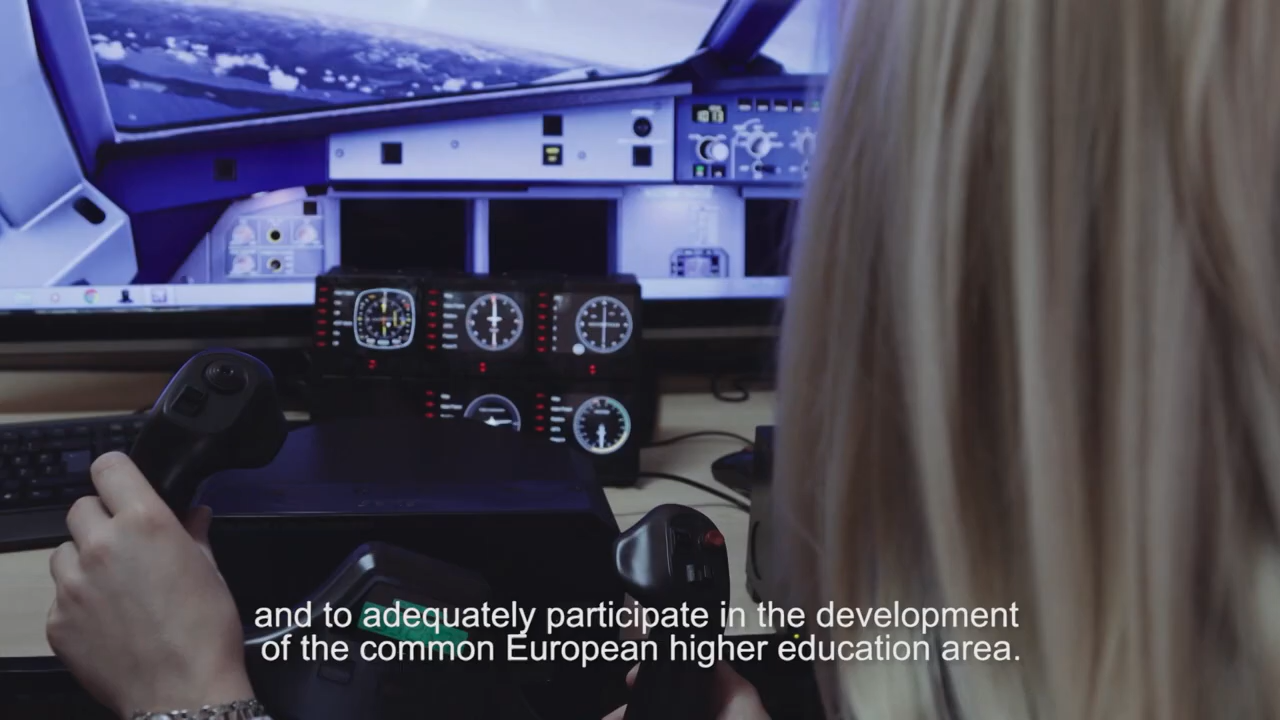 and to adequately participate in the development
of the common European higher education area.